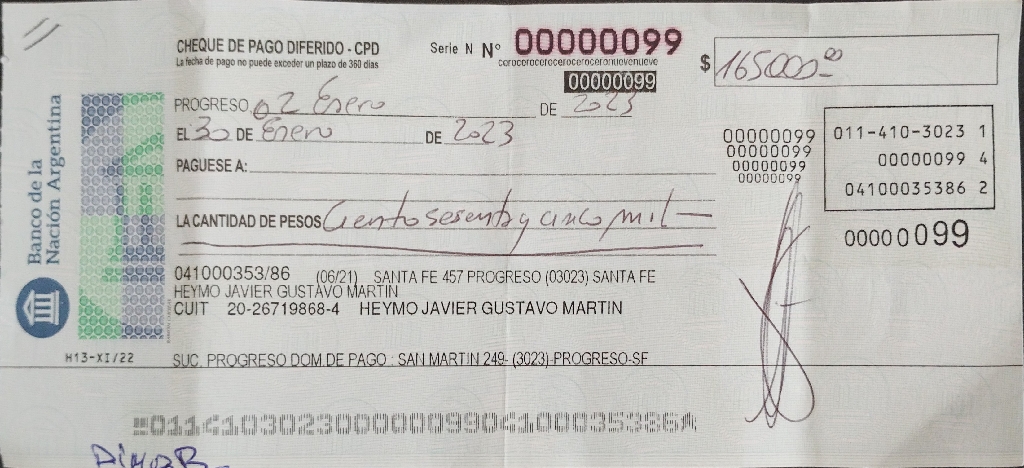 CHEQUE DE PAGO DIFERIDO - CPD
La fecha de pago no puede exceder un plazo de 360 días
Serie N Nº 00000099
cerocerocerocerocerocеronuevenueve
00000099
$ 165000.00
PROGRESO, 02 Enero DE 2023
EL 30 DE Enero DE 2023
PAGUESE A:
LA CANTIDAD DE PESOS Ciento sesenta y cinco mil
00000099
00000099
00000099
00000099
011-410-3023 1
00000099 4
04100035386 2
00000099
041000353/86 (06/21) SANTA FE 457 PROGRESO (03023) SANTA FE
HEYMO JAVIER GUSTAVO MARTIN
CUIT 20-26719868-4 HEYMO JAVIER GUSTAVO MARTIN
SUC. PROGRESO DOM.DE PAGO : SAN MARTIN 249- (3023)-PROGRESO-SF
Banco de la
Nación Argentina
H13-XI/22
01141030230000009904100035386